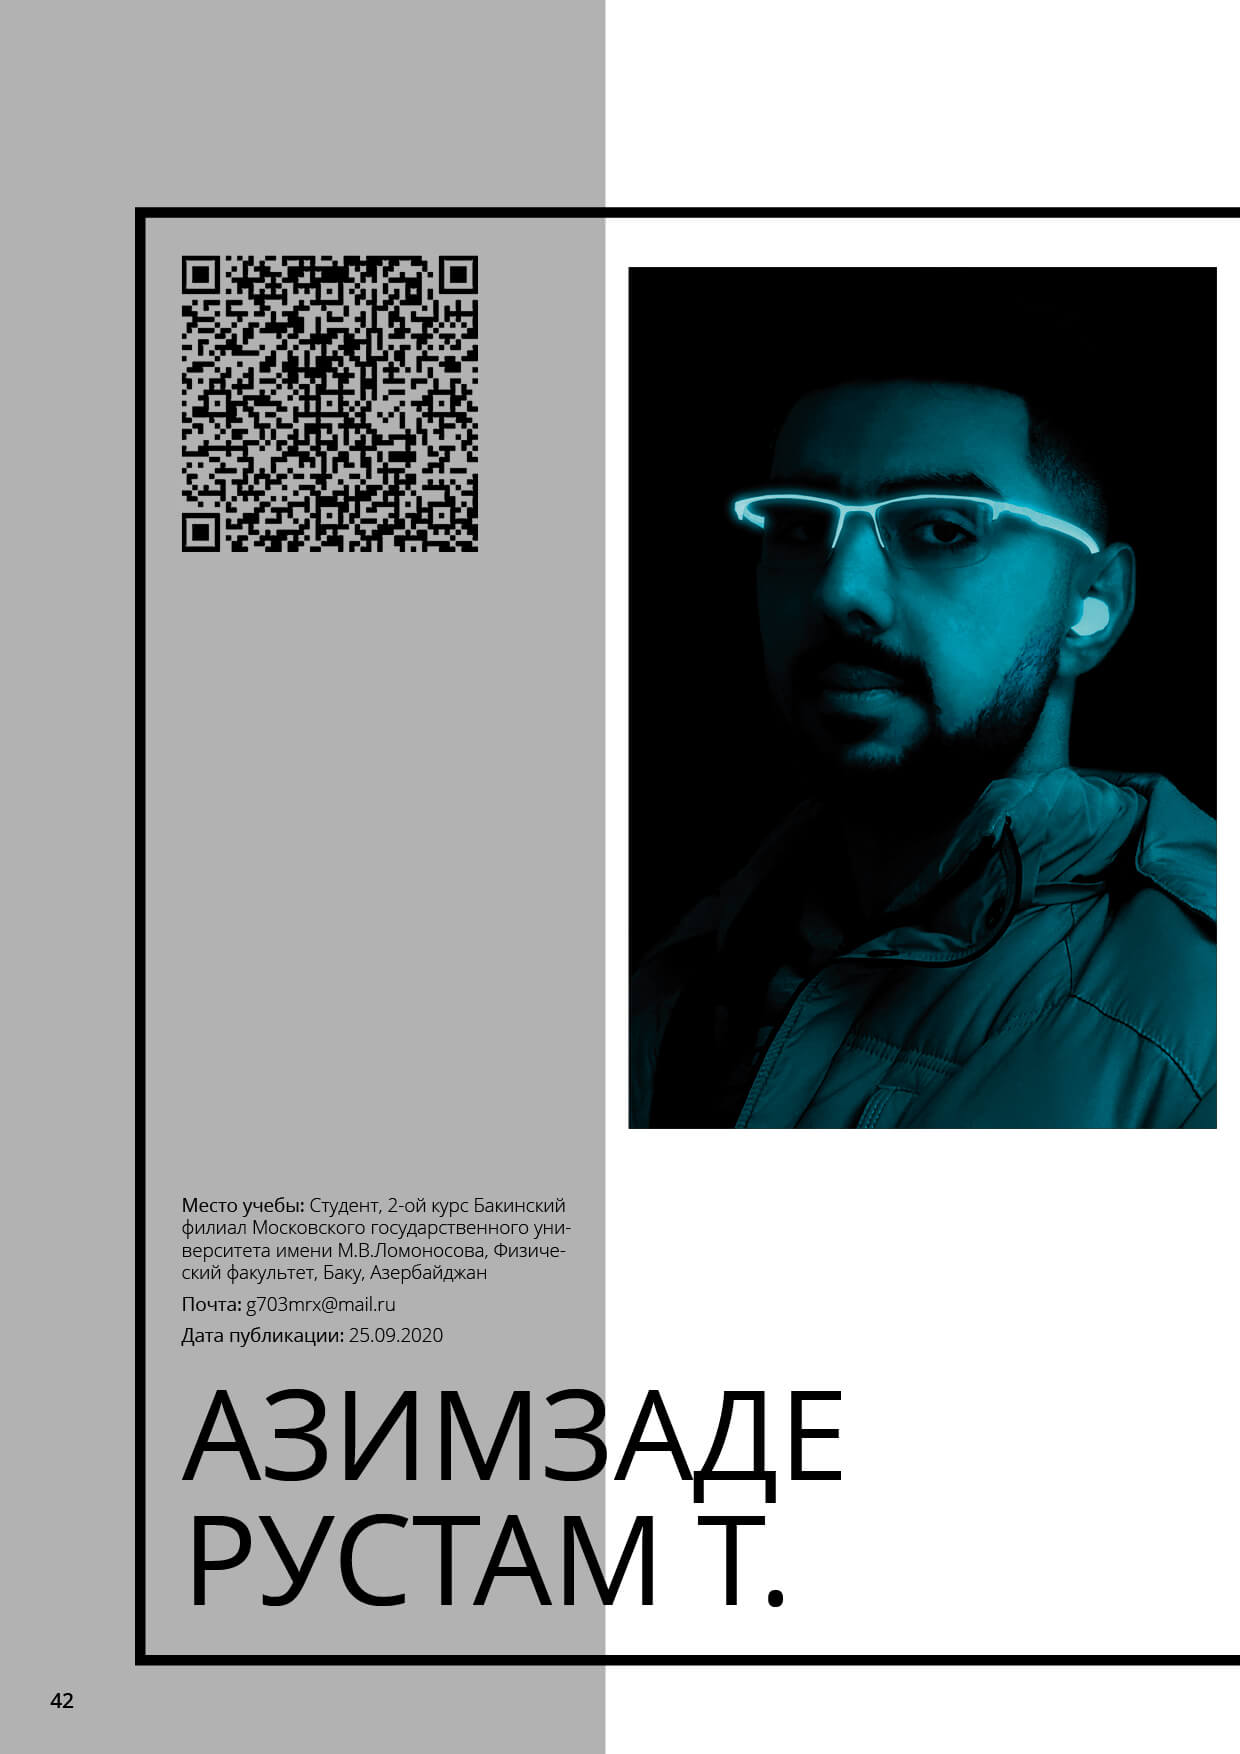 Место учебы: Студент, 2-ой курс Бакинский
филиал Московского государственного уни-
верситета имени М.В.Ломоносова, Физиче-
ский факультет, Баку, Азербайджан
Почта: g703mrx@mail.ru
Дата публикации: 25.09.2020
АЗИМЗАДЕ
РУСТАМ Т.
42